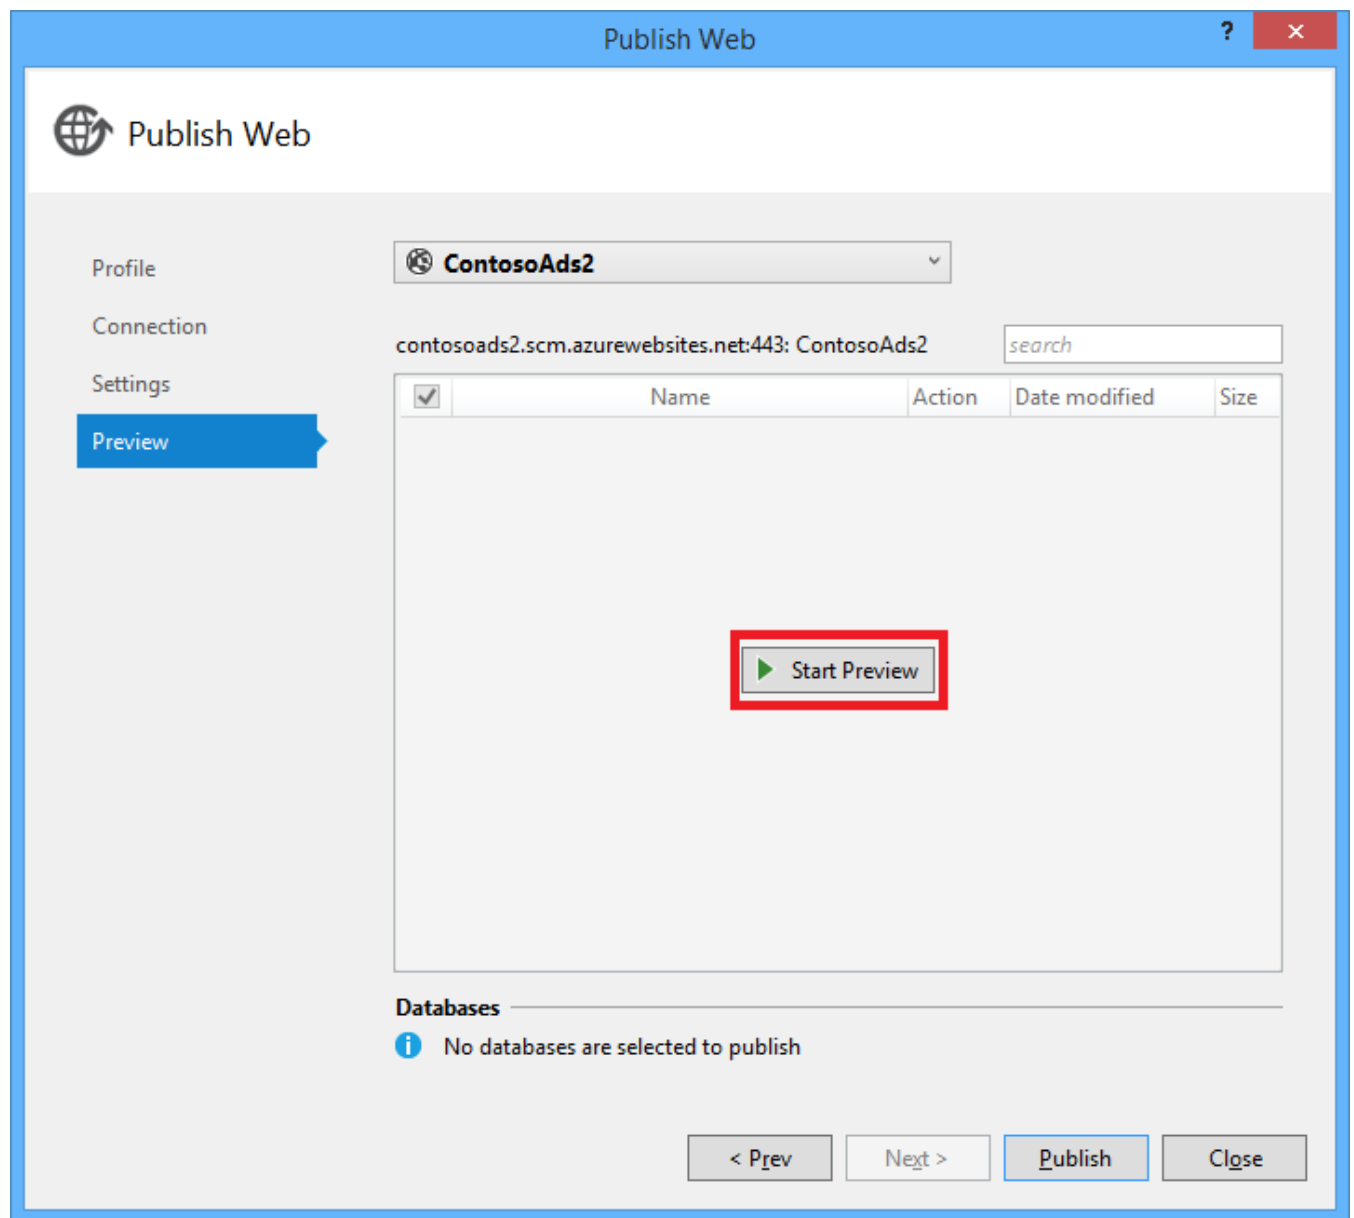 Publish Web
?
Publish Web
Profile
Connection
Settings
Preview
ContosoAds2
contosoads2.scm.azurewebsites.net:443: ContosoAds2
search
Name Action Date modified Size
Start Preview
Databases
No databases are selected to publish
< Prev Next > Publish Close